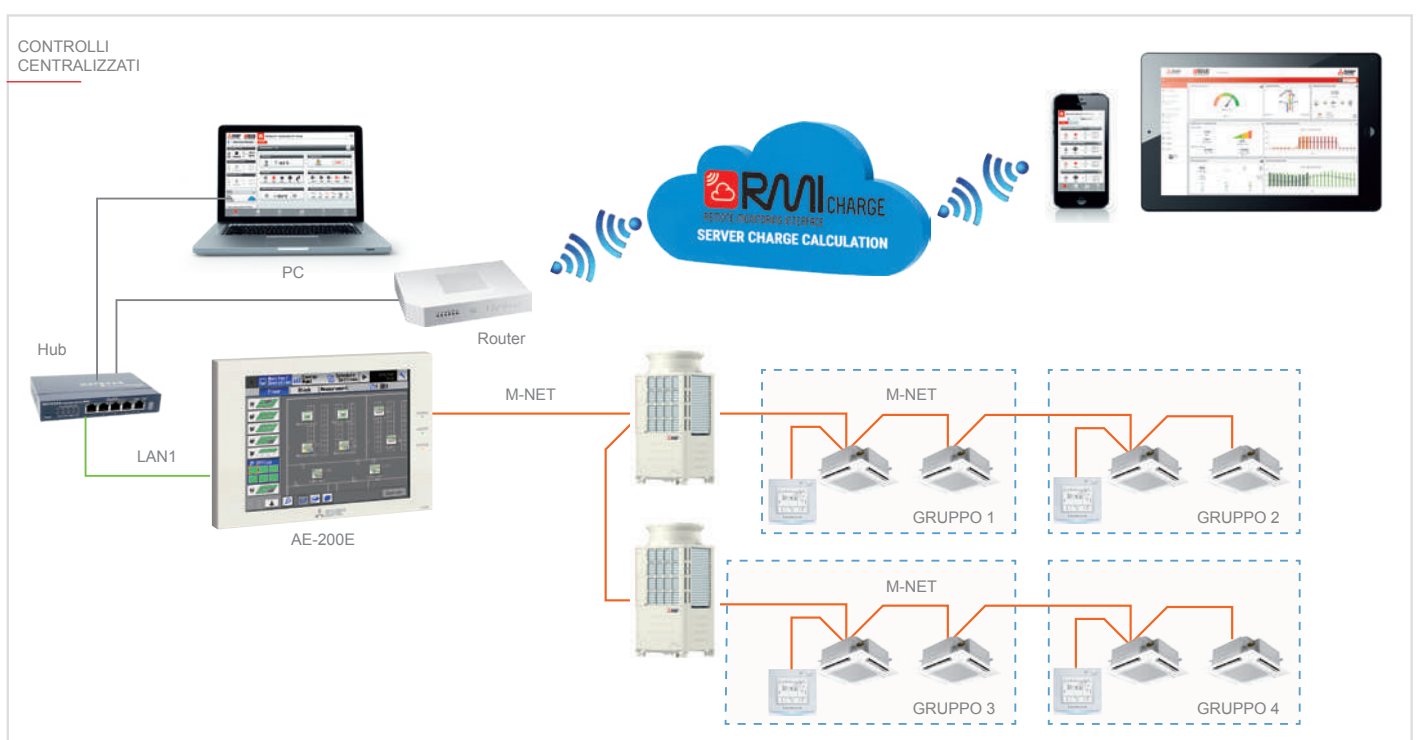 CONTROLLI
CENTRALIZZATI
RMI CHARGE
REMOTE MONITORING INTERFACE
SERVER CHARGE CALCULATION
PC
Router
Hub
LAN1
AE-200E
M-NET
M-NET
GRUPPO 1
GRUPPO 2
M-NET
GRUPPO 3
GRUPPO 4